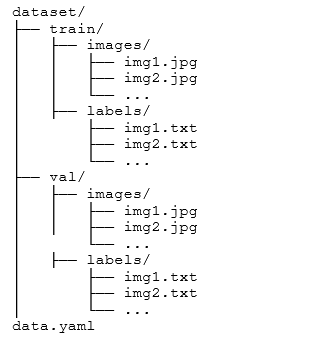 dataset/
├── train/
│   ├── images/
│   │   ├── img1.jpg
│   │   ├── img2.jpg
│   │   └── ...
│   ├── labels/
│       ├── img1.txt
│       ├── img2.txt
│       └── ...
├── val/
│   ├── images/
│   │   ├── img1.jpg
│   │   ├── img2.jpg
│       └── ...
│   ├── labels/
│       ├── img1.txt
│       ├── img2.txt
│       └── ...
data.yaml